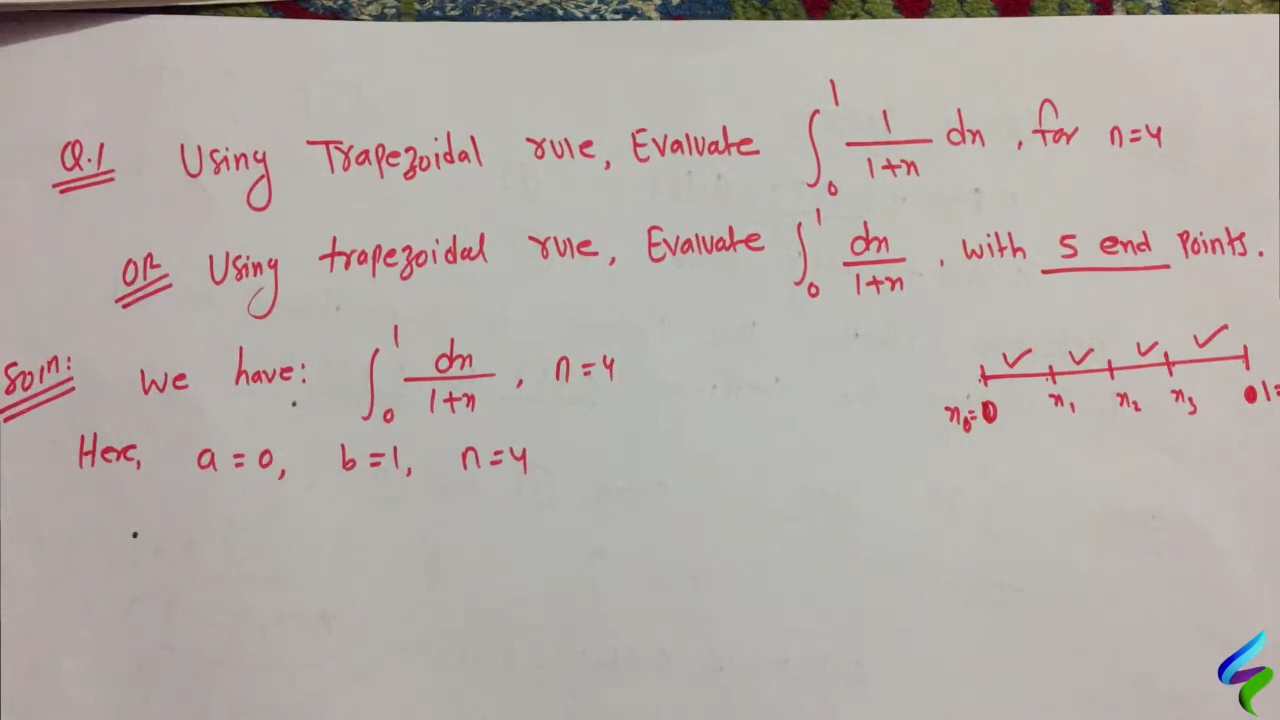 Q.1 Using Trapezoidal rule, Evaluate ∫₀¹ 1/(1+x) dx, for n=4
OR Using trapezoidal rule, Evaluate ∫₀¹ dx/(1+x), with 5 end Points.
Soln: We have: ∫₀¹ dx/(1+x), n=4
x₀=0 x₁ x₂ x₃ 1=
Here, a=0, b=1, n=4